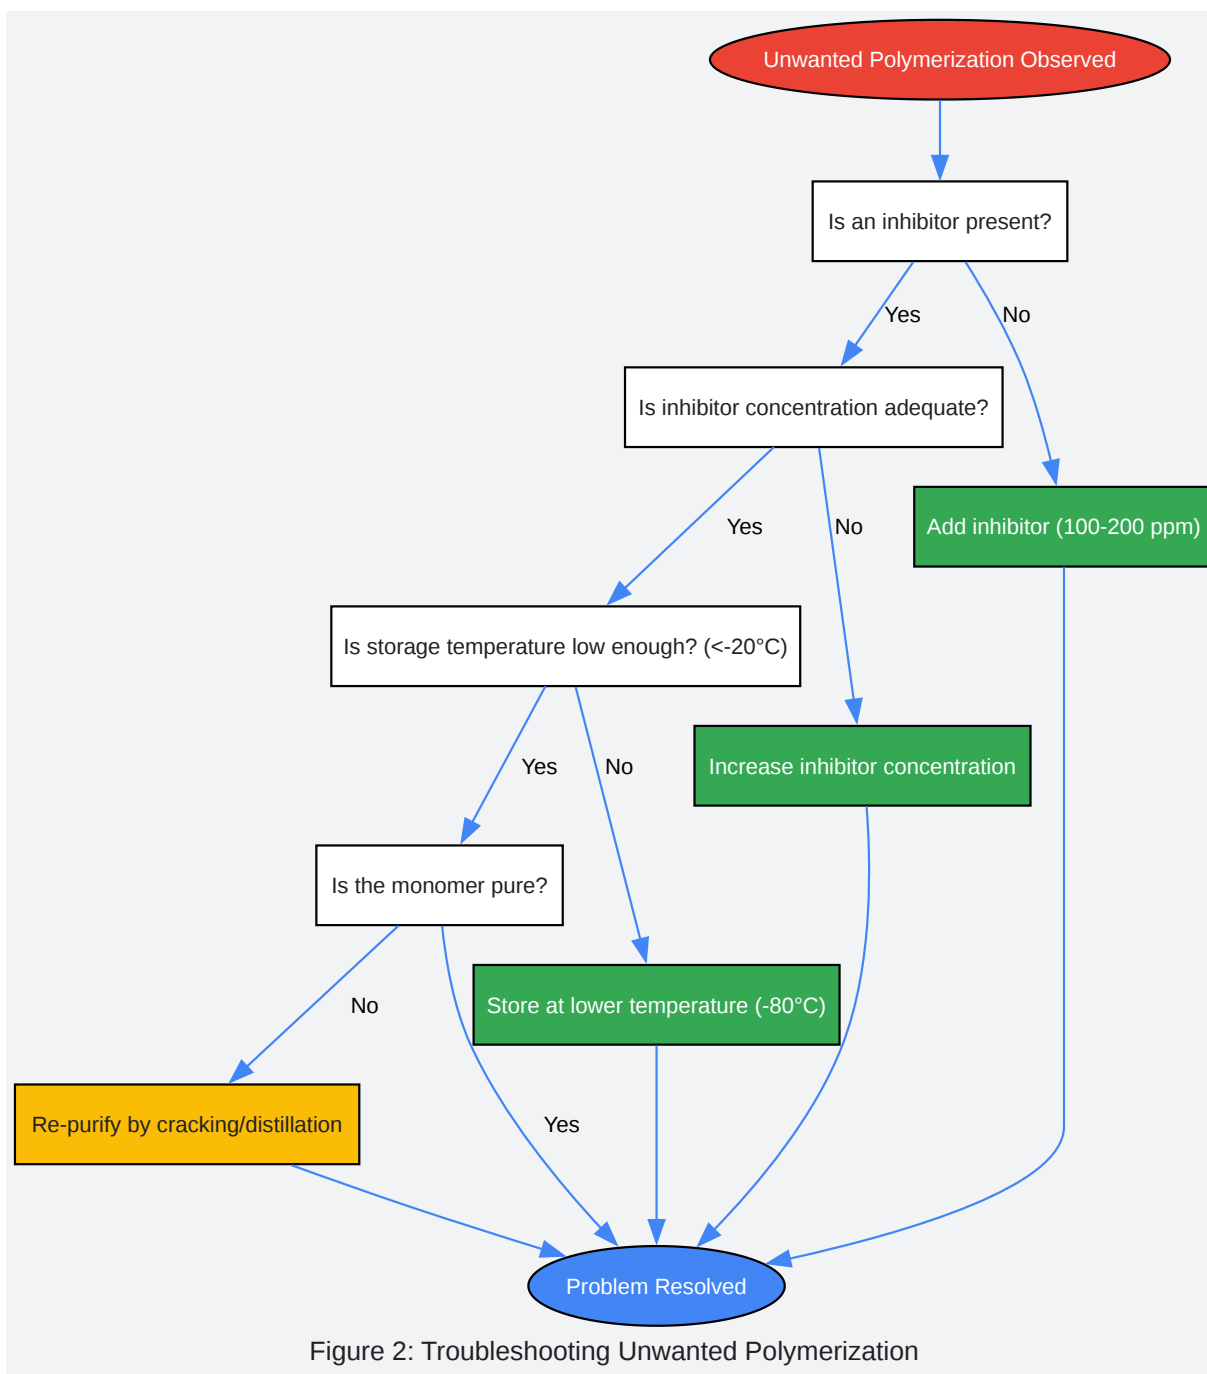 Unwanted Polymerization Observed
Is an inhibitor present?
Yes
No
Is inhibitor concentration adequate?
Yes
No
Add inhibitor (100-200 ppm)
Is storage temperature low enough? (<-20°C)
Yes
No
Increase inhibitor concentration
Is the monomer pure?
No
Store at lower temperature (-80°C)
Re-purify by cracking/distillation
Yes
Problem Resolved
Figure 2: Troubleshooting Unwanted Polymerization